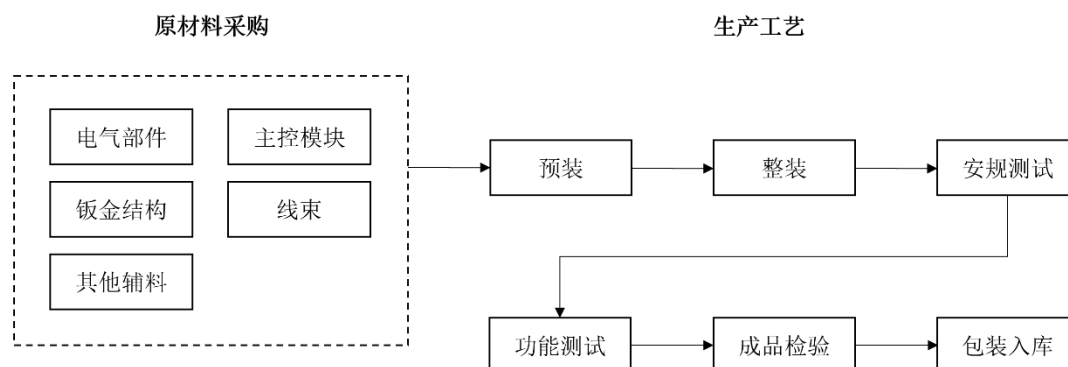 原材料采购
生产工艺
电气部件
主控模块
钣金结构
线束
其他辅料
预装
整装
安规测试
功能测试
成品检验
包装入库